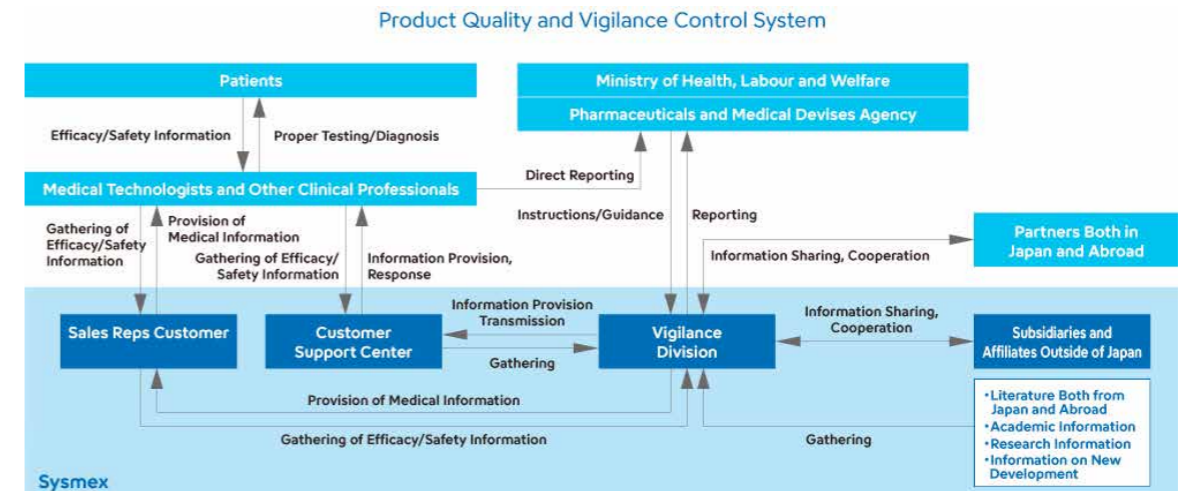 Product Quality and Vigilance Control System
Patients
Ministry of Health, Labour and Welfare
Pharmaceuticals and Medical Devises Agency
Efficacy/Safety Information
Proper Testing/Diagnosis
Medical Technologists and Other Clinical Professionals
Direct Reporting
Gathering of
Efficacy/Safety
Information
Provision of
Medical Information
Gathering of Efficacy/
Safety Information
Information Provision,
Response
Instructions/Guidance
Reporting
Information Sharing, Cooperation
Partners Both in
Japan and Abroad
Sales Reps Customer
Customer
Support Center
Information Provision
Transmission
Gathering
Vigilance
Division
Information Sharing,
Cooperation
Subsidiaries and
Affiliates Outside of Japan
Provision of Medical Information
Gathering of Efficacy/Safety Information
Gathering
•Literature Both from
Japan and Abroad
•Academic Information
•Research Information
•Information on New
Development
Sysmex